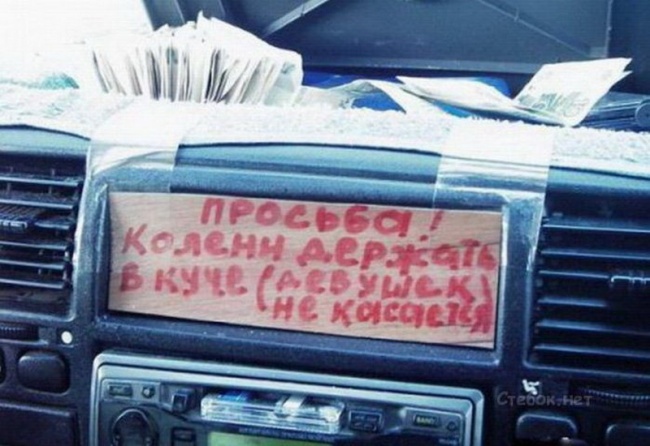 ПРОСЬБА!
КОЛЕНИ ДЕРЖАТЬ
В КУЧЕ (ДЕВУШЕК)
НЕ КАСАЕТСЯ
Стебок.Нет